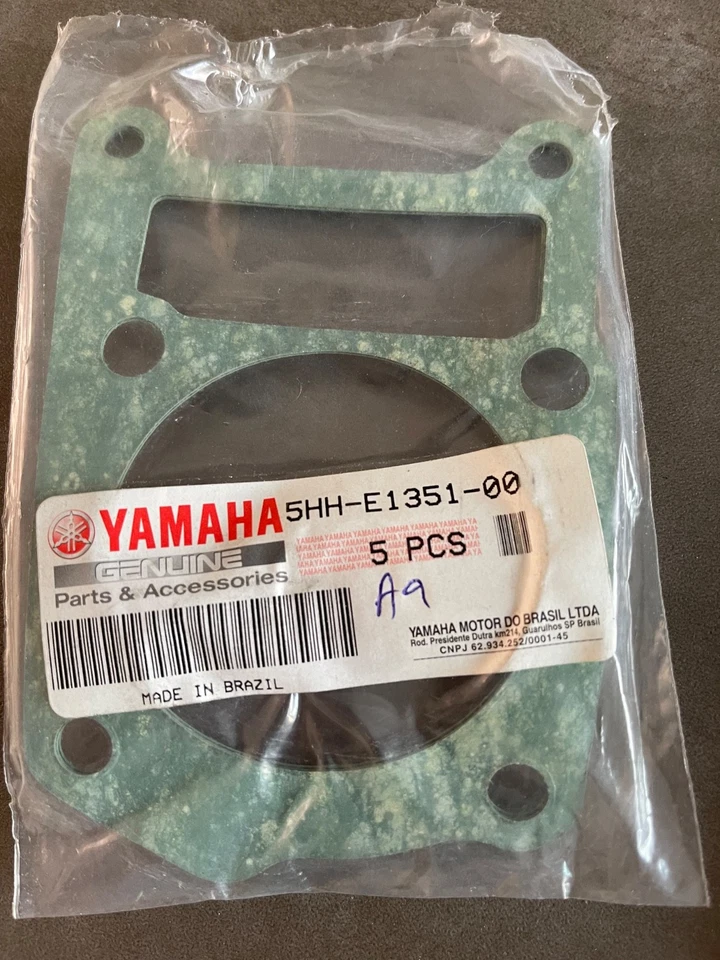 YAMAHA 5HH-E1351-00
GENUINE
Parts & Accessories
5 PCS
A9
YAMAHA MOTOR DO BRASIL LTDA
Rod. Presidente Dutra km214, Guarulhos SP Brasil
CNPJ 62.934.252/0001-45
MADE IN BRAZIL